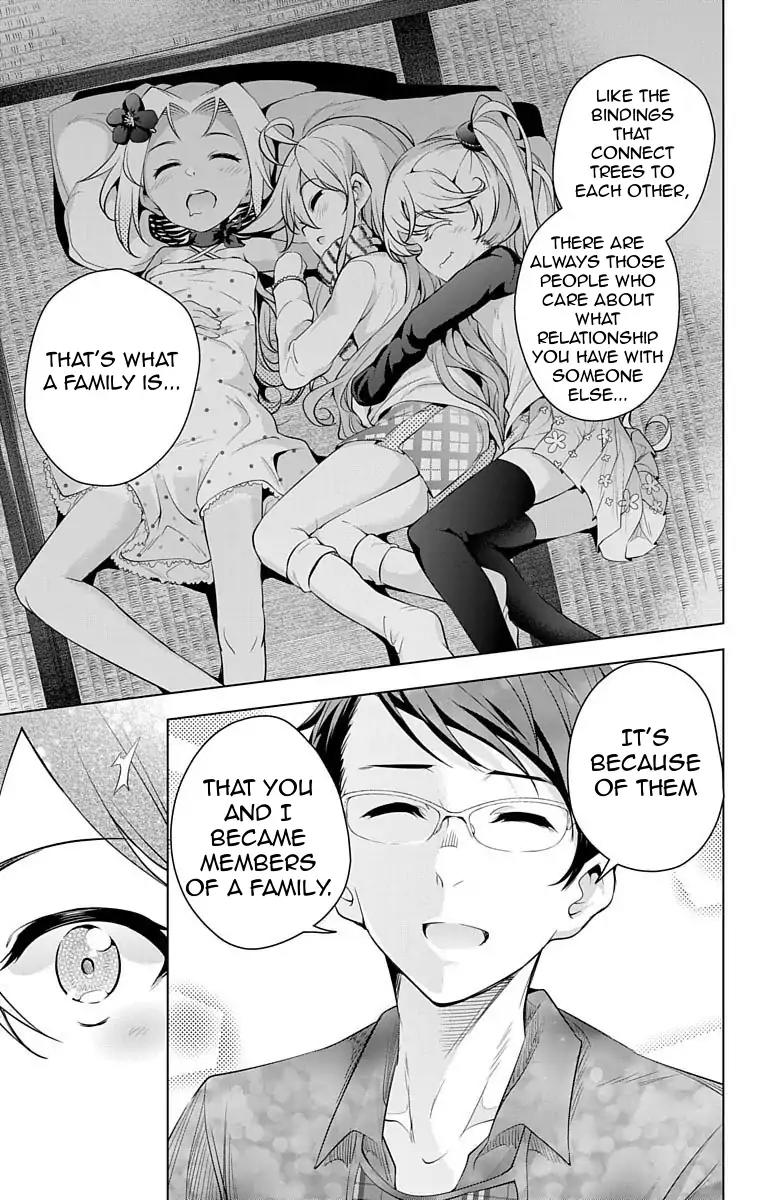 LIKE THE
BINDINGS
THAT
CONNECT
TREES TO
EACH OTHER,
THERE ARE
ALWAYS THOSE
PEOPLE WHO
CARE ABOUT
WHAT
RELATIONSHIP
YOU HAVE WITH
SOMEONE
ELSE...
THAT'S WHAT
A FAMILY IS...
IT'S
BECAUSE
OF THEM
THAT YOU
AND I
BECAME
MEMBERS
OF A FAMILY.